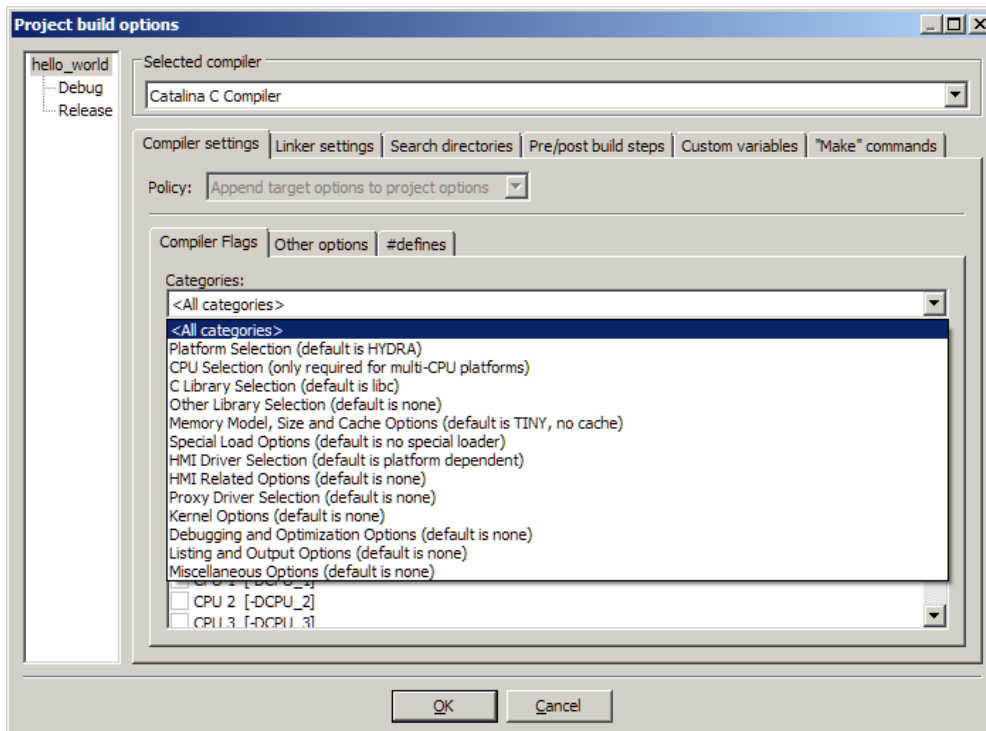 Project build options
hello_world
Debug
Release
Selected compiler
Catalina C Compiler
Compiler settings Linker settings Search directories Pre/post build steps Custom variables "Make" commands
Policy: Append target options to project options
Compiler Flags Other options #defines
Categories:
<All categories>
<All categories>
Platform Selection (default is HYDRA)
CPU Selection (only required for multi-CPU platforms)
C Library Selection (default is libc)
Other Library Selection (default is none)
Memory Model, Size and Cache Options (default is TINY, no cache)
Special Load Options (default is no special loader)
HMI Driver Selection (default is platform dependent)
HMI Related Options (default is none)
Proxy Driver Selection (default is none)
Kernel Options (default is none)
Debugging and Optimization Options (default is none)
Listing and Output Options (default is none)
Miscellaneous Options (default is none)
CPU 1 [-DCPU_1]
CPU 2 [-DCPU_2]
CPU 3 [-DCPU_3]
OK Cancel